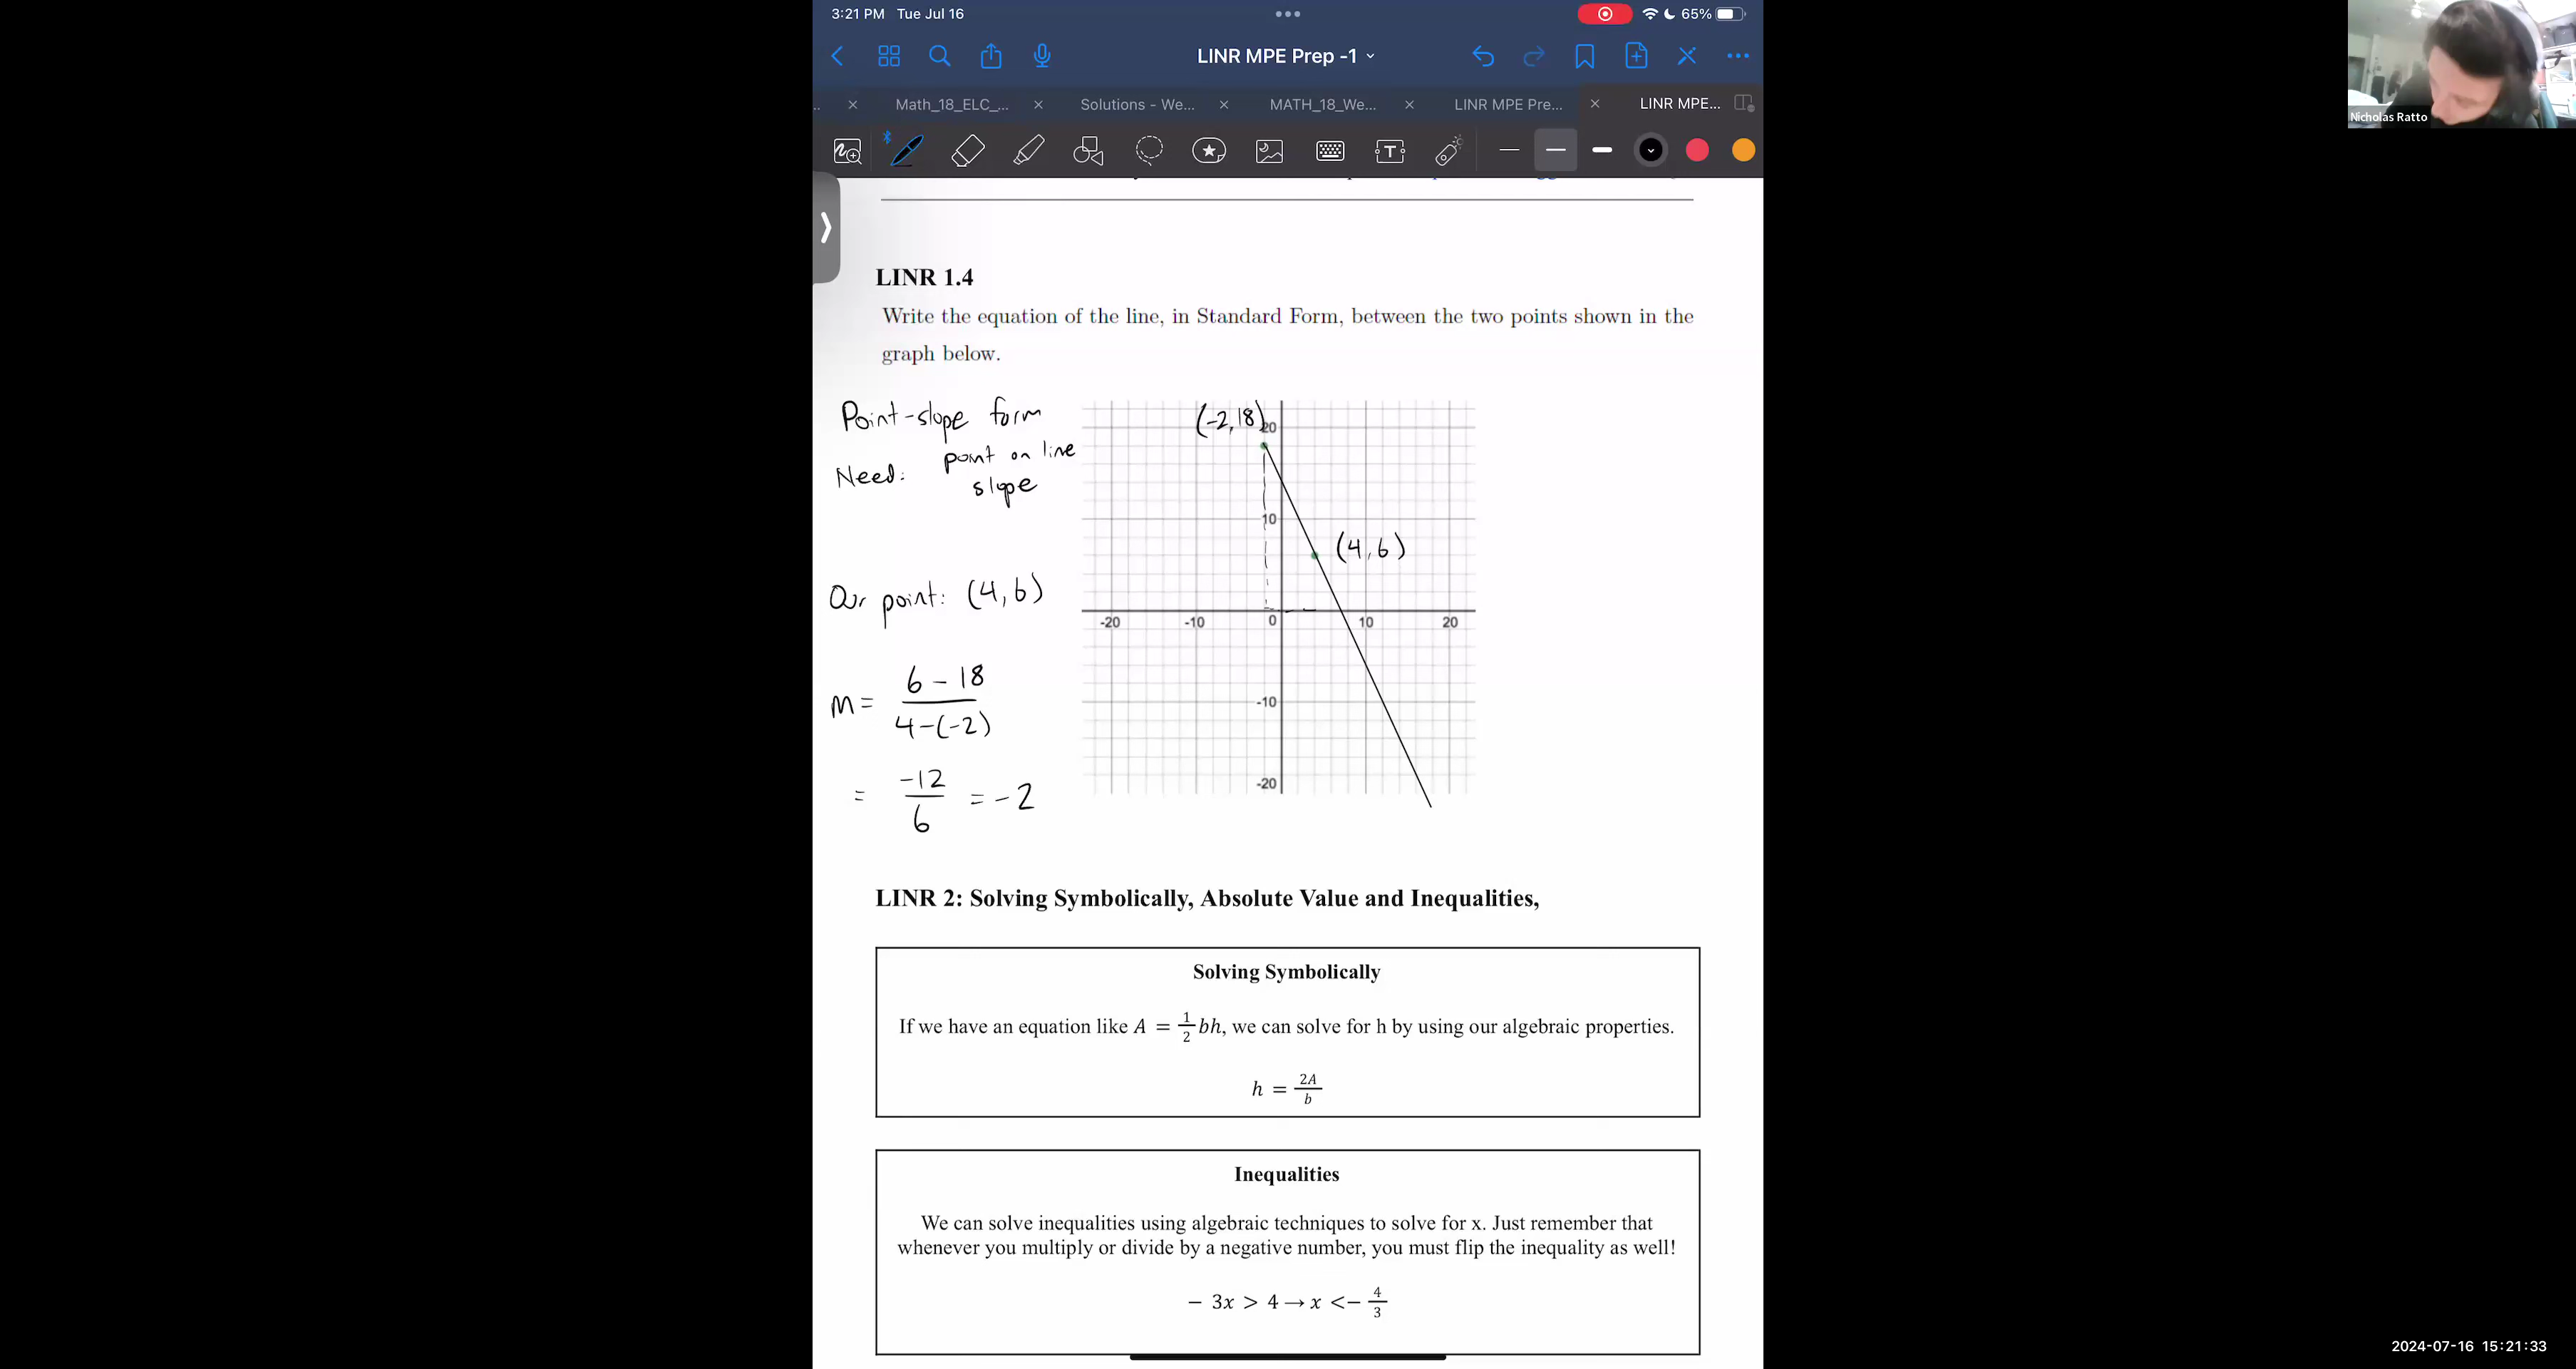 3:21 PM Tue Jul 16
65%
LINR MPE Prep -1
Math_18_ELC_...
Solutions - We...
MATH_18_We...
LINR MPE Pre...
LINR MPE...
Nicholas Ratto
LINR 1.4
Write the equation of the line, in Standard Form, between the two points shown in the
graph below.
Point-slope form
Need: point on line
slope
Our point: (4,6)
m = 6 - 18
4-(-2)
= -12
6
= -2
(-2,18)
(4,6)
20
10
-20
-10
0
10
20
-10
-20
LINR 2: Solving Symbolically, Absolute Value and Inequalities,
Solving Symbolically
If we have an equation like A = 1/2 bh, we can solve for h by using our algebraic properties.
h = 2A/b
Inequalities
We can solve inequalities using algebraic techniques to solve for x. Just remember that
whenever you multiply or divide by a negative number, you must flip the inequality as well!
− 3x > 4 → x <− 4/3
2024-07-16 15:21:33